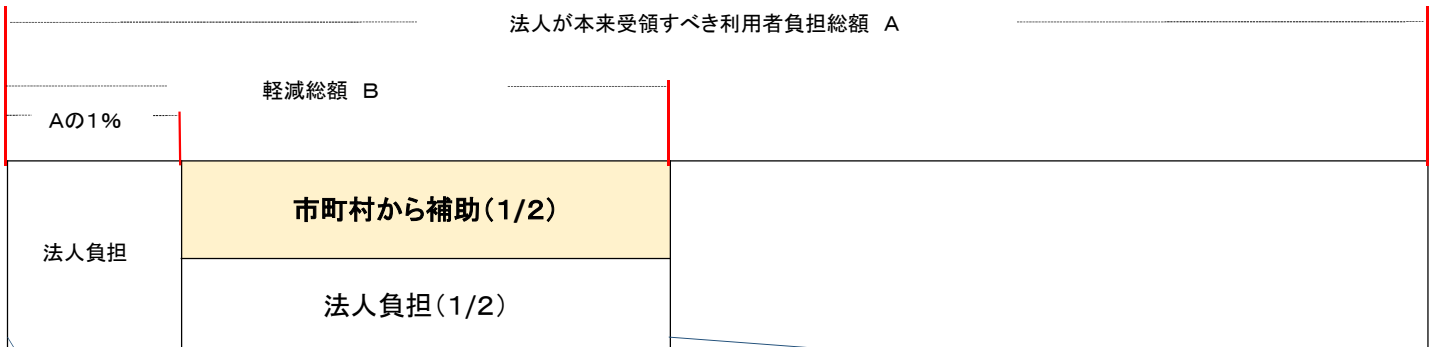 法人が本来受領すべき利用者負担総額 A
軽減総額 B
Aの1%
市町村から補助(1/2)
法人負担
法人負担(1/2)